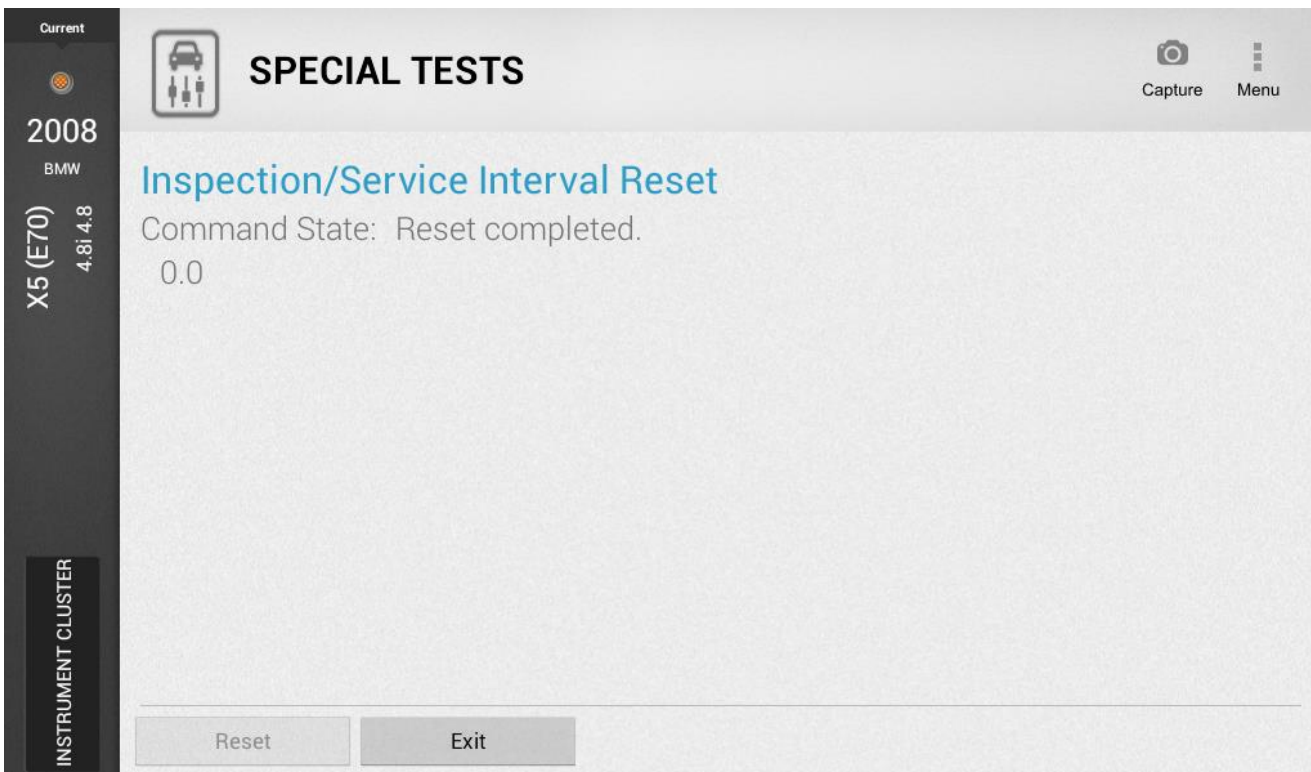 Current
2008
BMW
X5 (E70)
4.8i 4.8
INSTRUMENT CLUSTER
SPECIAL TESTS
Capture
Menu
Inspection/Service Interval Reset
Command State: Reset completed.
0.0
Reset
Exit